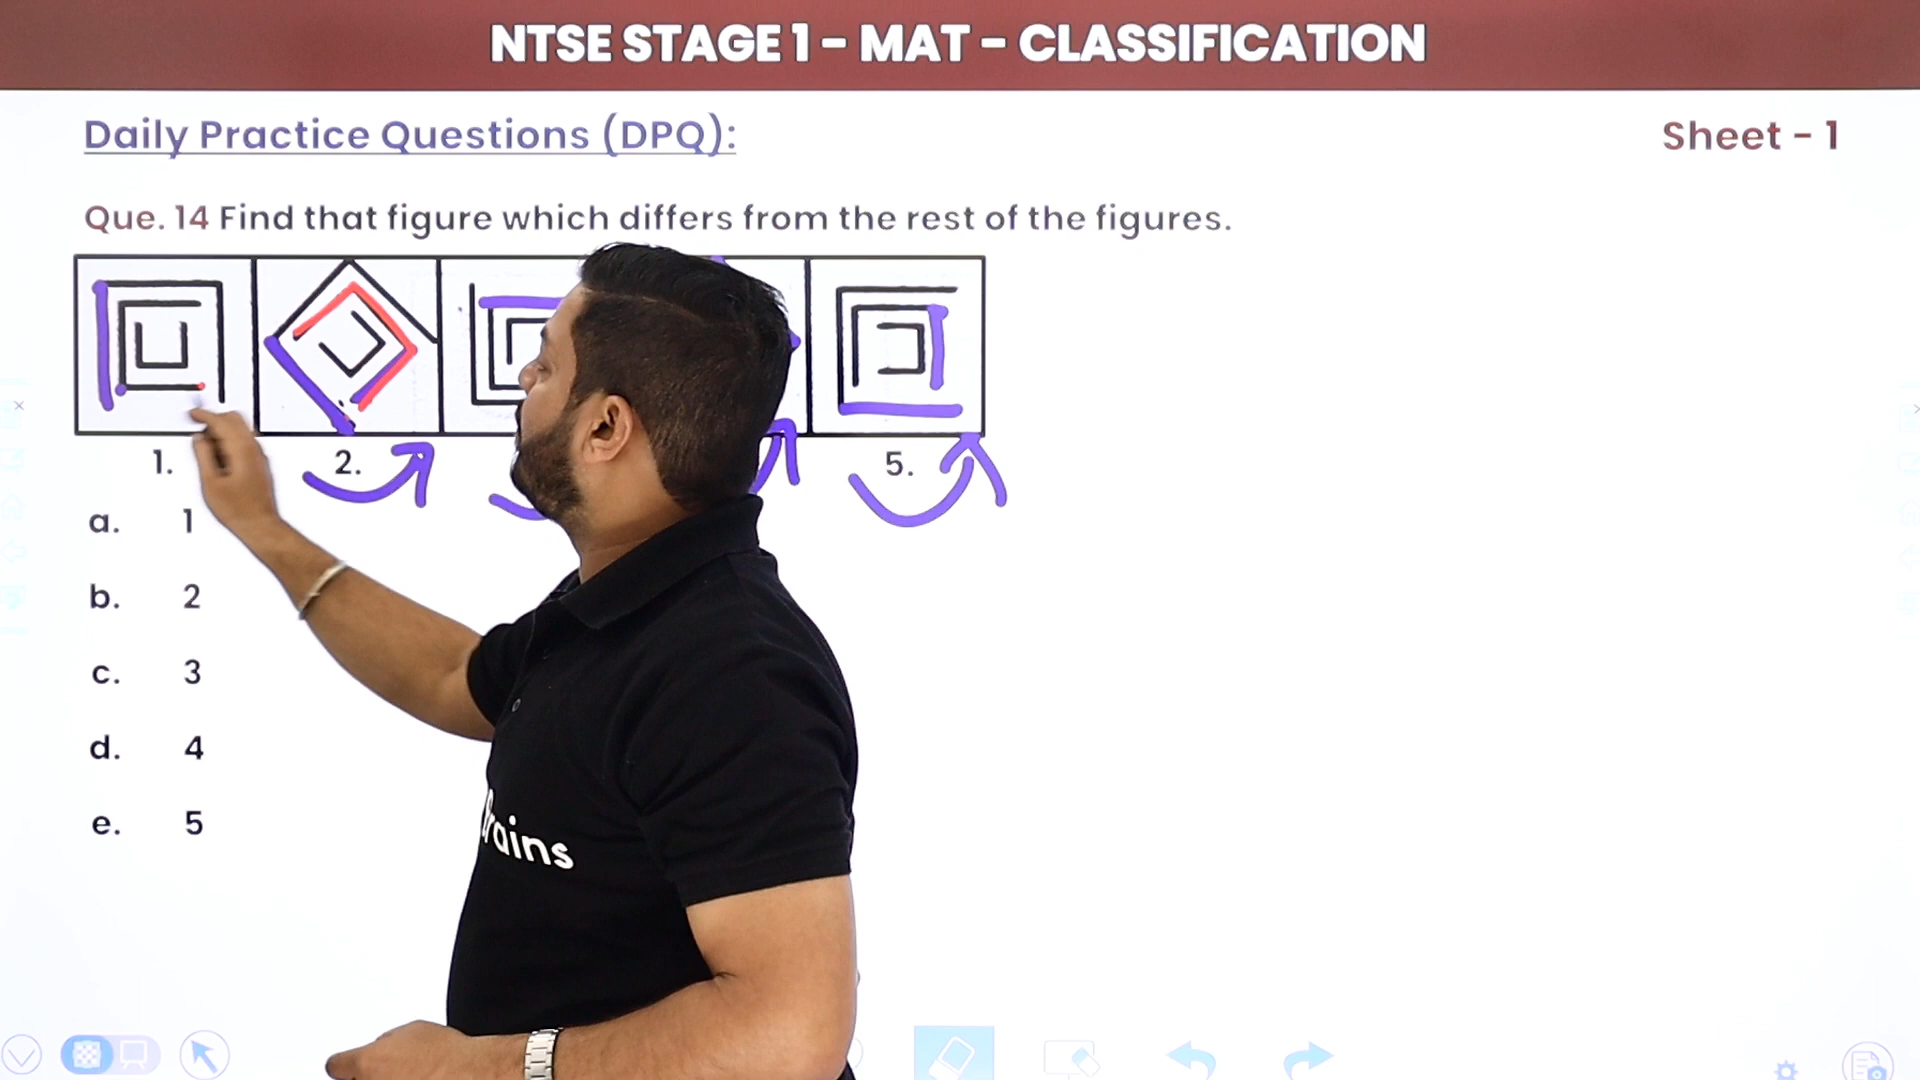 NTSE STAGE 1 - MAT - CLASSIFICATION
Daily Practice Questions (DPQ):
Sheet - 1
Que. 14 Find that figure which differs from the rest of the figures.
1. 2. 5.
a. 1
b. 2
c. 3
d. 4
e. 5
rains